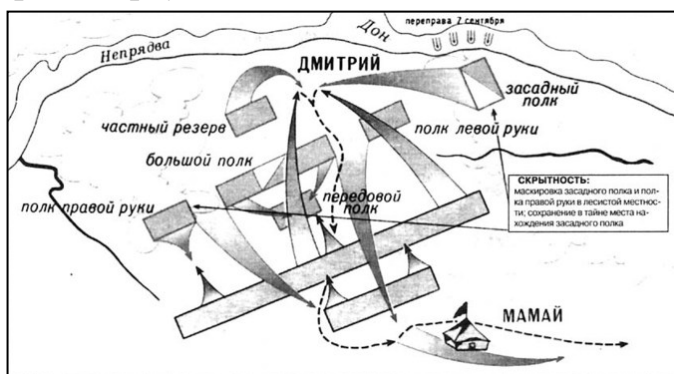 переправа 7 сентября
Дон
Непрядва
ДМИТРИЙ
засадный
полк
частный резерв
полк левой руки
большой полк
СКРЫТНОСТЬ:
маскировка засадного полка и пол-
ка правой руки в лесистой местнос-
ти; сохранение в тайне места на-
хождения засадного полка
передовой
полк
полк правой руки
МАМАЙ